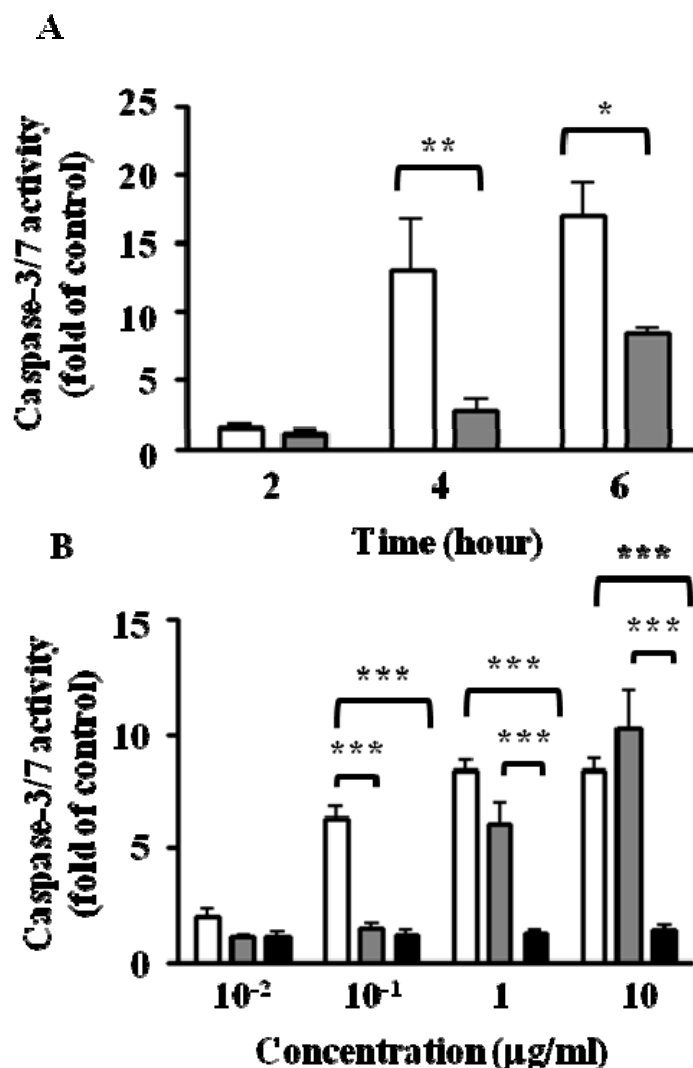 A
Caspase-3/7 activity
(fold of control)
25
20
15
10
5
0
**
*
2 4 6
Time (hour)
B
Caspase-3/7 activity
(fold of control)
15
10
5
0
***
***
***
***
***
***
10⁻² 10⁻¹ 1 10
Concentration (µg/ml)